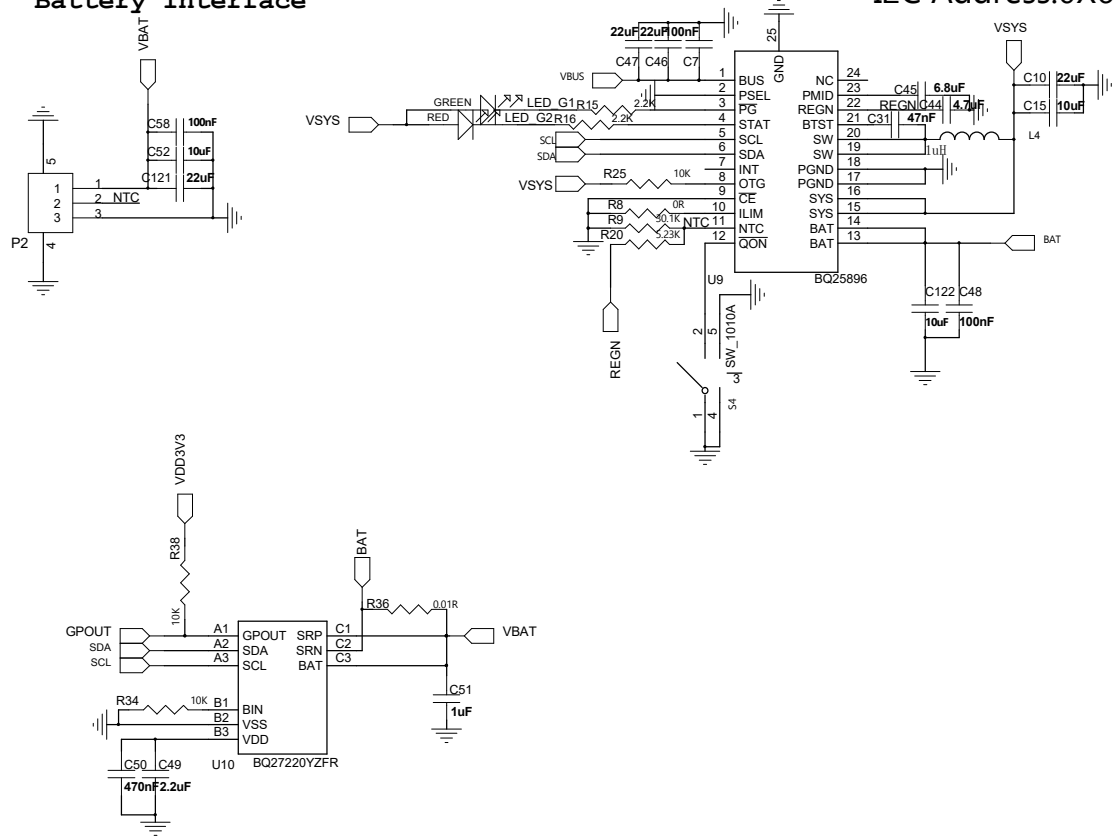 Battery Interface
VBAT
C58 100nF
C52 10uF
C121 22uF
5
1 1
2 2 NTC
3 3
P2 4
VSYS
22uF 22uF 100nF
C47 C46 C7
25
GND
VBUS
GREEN LED_G1 R15 2.2K
RED LED_G2 R16 2.2K
VSYS
SCL
SDA
VSYS R25 10K
R8 0R
R9 30.1K
R20 5.23K
NTC
REGN
1 BUS
2 PSEL
3 PG
4 STAT
5 SCL
6 SDA
7 INT
8 OTG
9 CE
10 ILIM
11 NTC
12 QON
NC 24
PMID 23
REGN 22
BTST 21
SW 20
SW 19
PGND 18
PGND 17
SYS 16
SYS 15
BAT 14
BAT 13
U9 BQ25896
C45 6.8uF
REGN C44 4.7uF
C31 47nF
1uH L4
C10 22uF
C15 10uF
BAT
C122 C48
10uF 100nF
2 5
SW_1010A
3
1 4
S4
VDD3V3
R38
10K
BAT
R36 0.01R
GPOUT A1 GPOUT SRP C1 VBAT
SDA A2 SDA SRN C2
SCL A3 SCL BAT C3
C51
1uF
R34 10K B1 BIN
B2 VSS
B3 VDD
U10 BQ27220YZFR
C50 C49
470nF 2.2uF